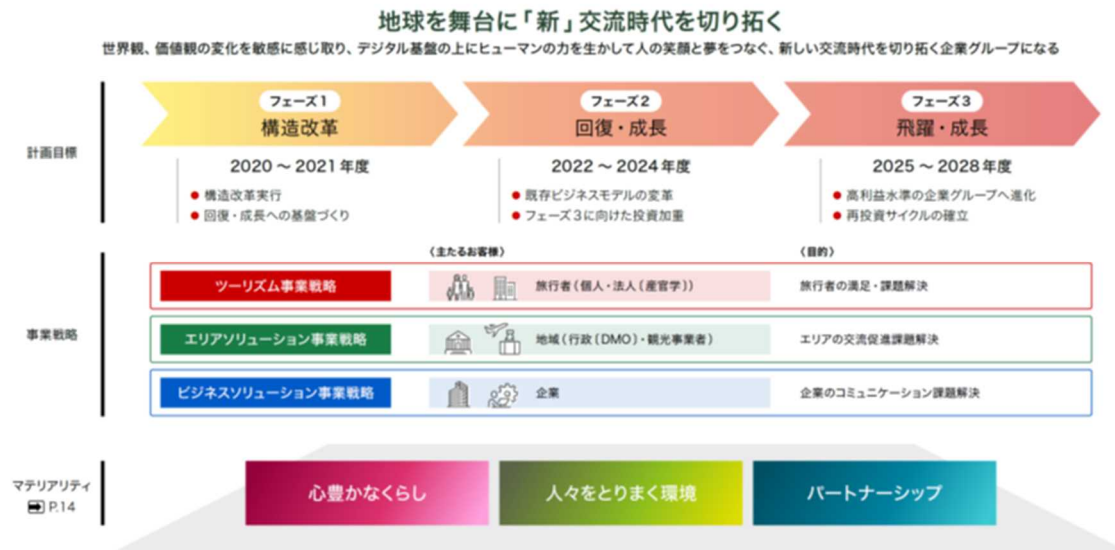 地球を舞台に「新」交流時代を切り拓く
世界観、価値観の変化を敏感に感じ取り、デジタル基盤の上にヒューマンの力を生かして人の笑顔と夢をつなぐ、新しい交流時代を切り拓く企業グループになる
計画目標
フェーズ1
構造改革
2020 ～ 2021年度
● 構造改革実行
● 回復・成長への基盤づくり
フェーズ2
回復・成長
2022 ～ 2024年度
● 既存ビジネスモデルの変革
● フェーズ3に向けた投資加重
フェーズ3
飛躍・成長
2025 ～ 2028年度
● 高利益水準の企業グループへ進化
● 再投資サイクルの確立
事業戦略
〈主たるお客様〉
〈目的〉
ツーリズム事業戦略
旅行者（個人・法人〔産官学〕）
旅行者の満足・課題解決
エリアソリューション事業戦略
地域（行政〔DMO〕・観光事業者）
エリアの交流促進課題解決
ビジネスソリューション事業戦略
企業
企業のコミュニケーション課題解決
マテリアリティ
➡ P.14
心豊かなくらし
人々をとりまく環境
パートナーシップ